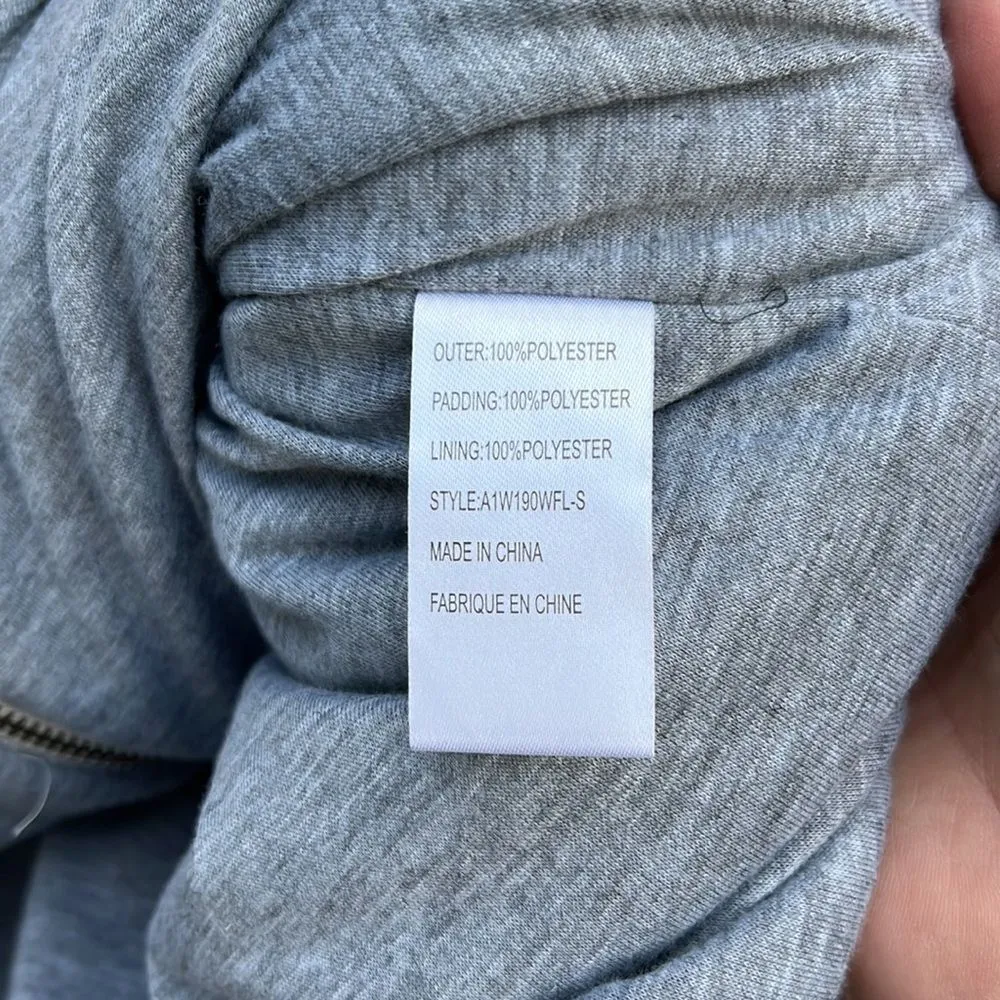 OUTER:100%POLYESTER
PADDING:100%POLYESTER
LINING:100%POLYESTER
STYLE:A1W190WFL-S
MADE IN CHINA
FABRIQUE EN CHINE